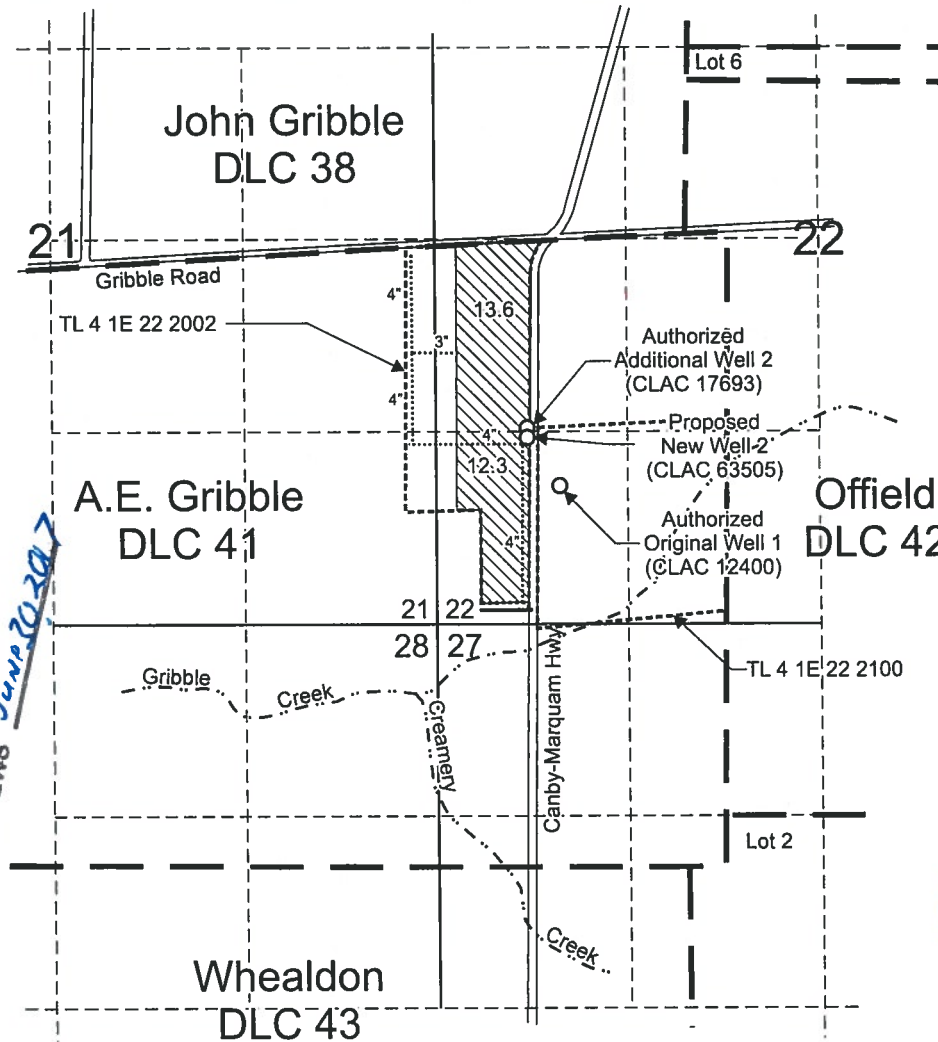 Lot 6
John Gribble
DLC 38
21
22
Gribble Road
4"
TL 4 1E 22 2002
13.6
3"
Authorized
Additional Well 2
(CLAC 17693)
4"
4"
Proposed
New Well 2
(CLAC 63505)
12.3
A.E. Gribble
DLC 41
Offield
DLC 42
Authorized
Original Well 1
(CLAC 12400)
4"
21 22
28 27
TL 4 1E 22 2100
Gribble
Creek
Creamery
Canby-Marquam Hwy
Lot 2
Creek
Whealdon
DLC 43
June 30 2017